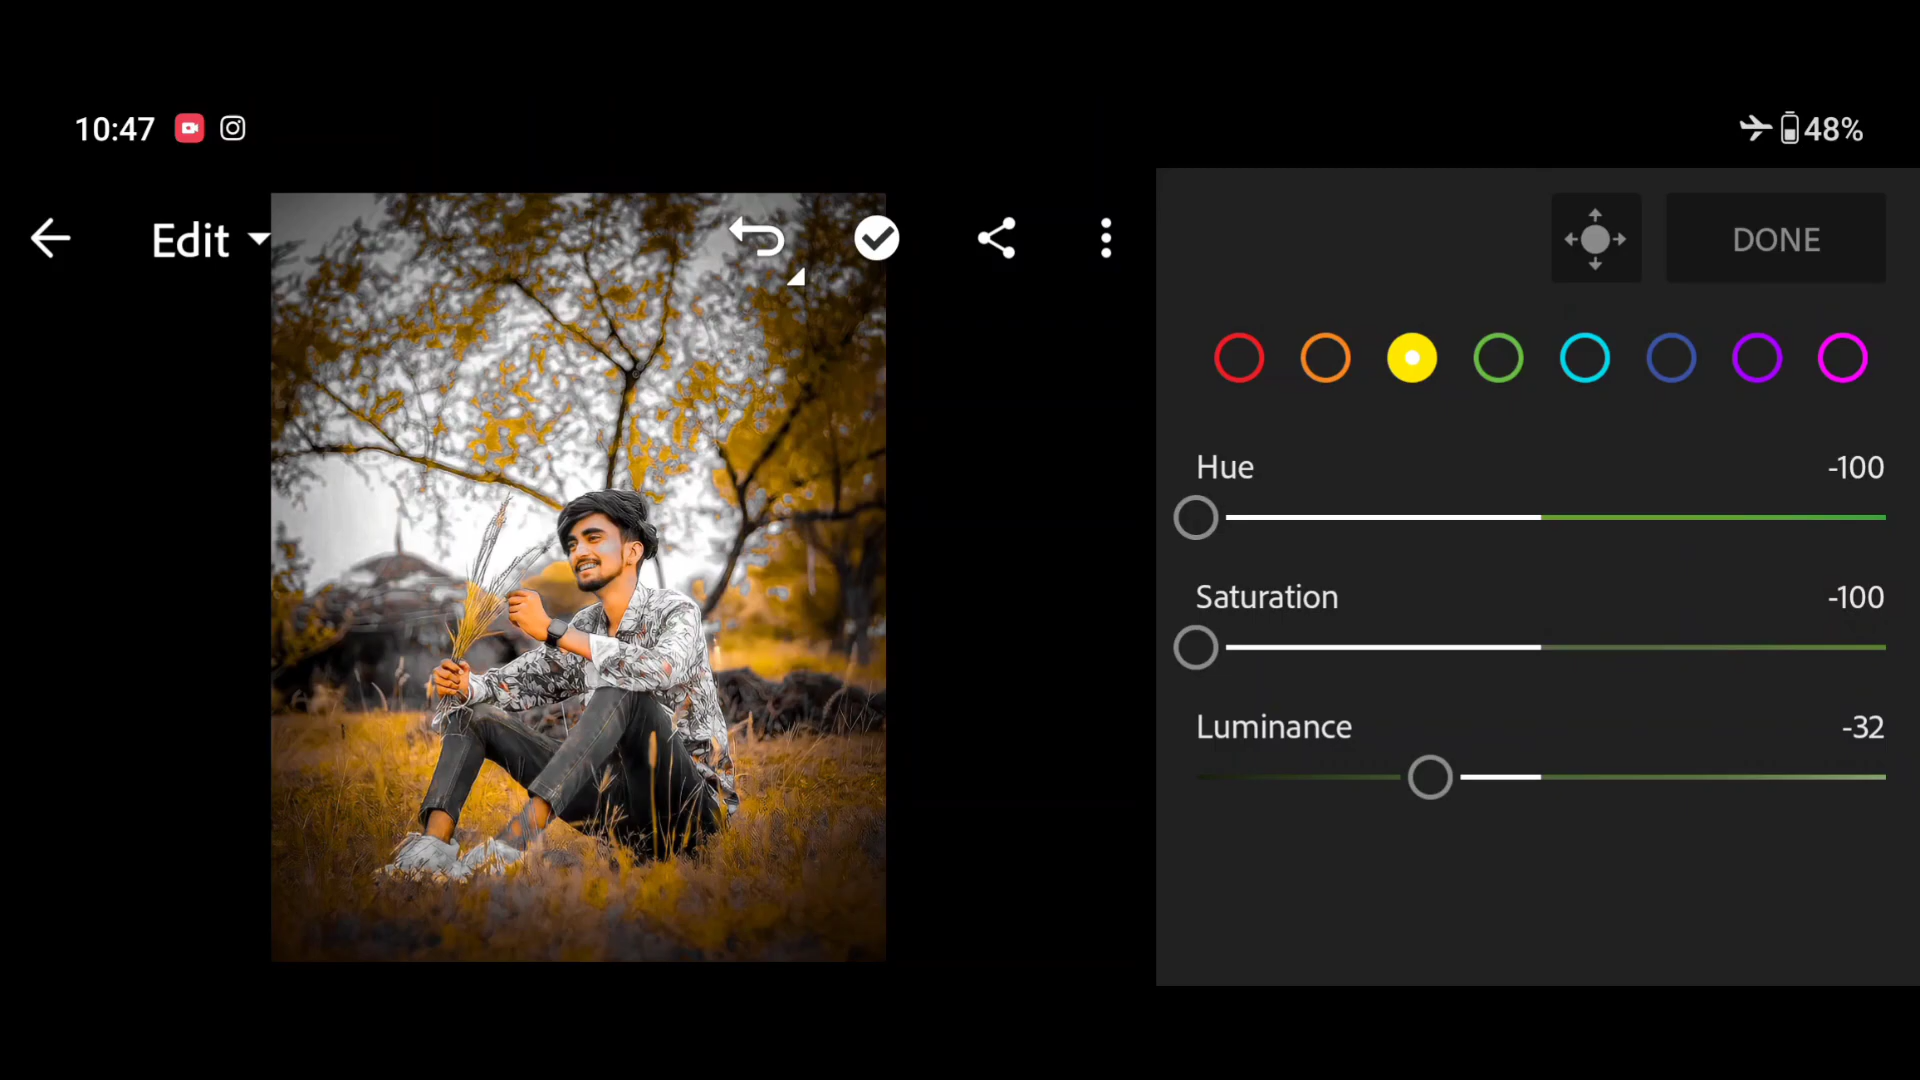 10:47
48%
Edit
DONE
Hue -100
Saturation -100
Luminance -32